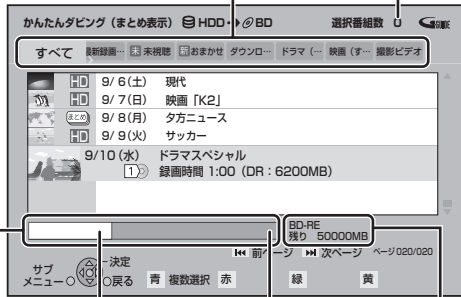 かんたんダビング（まとめ表示） HDD BD 選択番組数 0 GUIDE
すべて 最新録画… 未 未視聴 新 おまかせ ダウンロ… ドラマ（… 映画（す… 撮影ビデオ
HD 9/ 6(土) 現代
HD 9/ 7(日) 映画「K2」
まとめ 9/ 8(月) 夕方ニュース
HD 9/ 9(火) サッカー
9/10(水) ドラマスペシャル
1 録画時間 1:00（DR：6200MB）
BD-RE
残り 50000MB
前ページ 次ページ ページ020/020
サブメニュー 決定 戻る 青 複数選択 赤 緑 黄